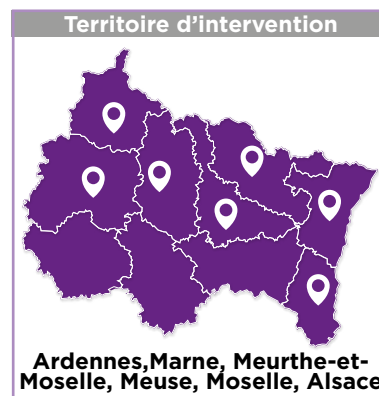 Territoire d’intervention
Ardennes,Marne, Meurthe-et-
Moselle, Meuse, Moselle, Alsace